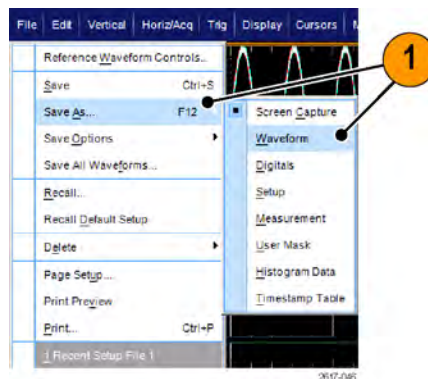 File Edit Vertical Horiz/Acq Trig Display Cursors
Reference Waveform Controls..
Save Ctrl+S
Save As... F12
Save Options
Save All Waveforms...
Recall...
Recall Default Setup
Delete
Page Setup...
Print Preview
Print... Ctrl+P
1 Recent Setup File 1
Screen Capture
Waveform
Digitals
Setup
Measurement
User Mask
Histogram Data
Timestamp Table
1
2617-046